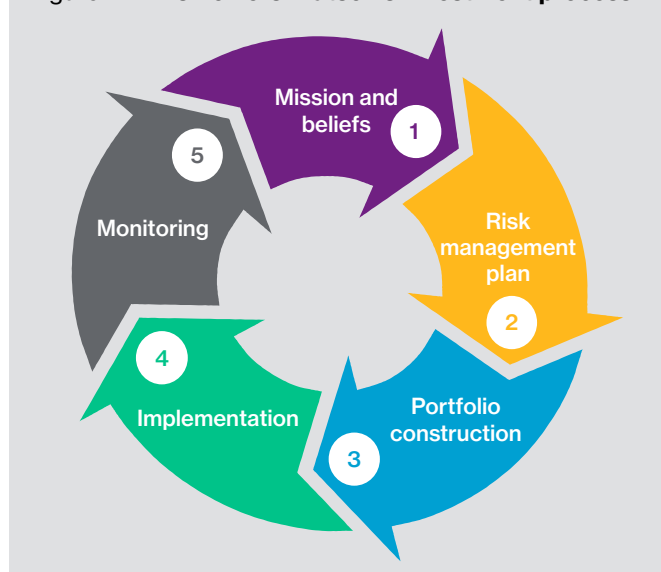 Mission and
beliefs
1
Risk
management
plan
2
Portfolio
construction
3
Implementation
4
Monitoring
5